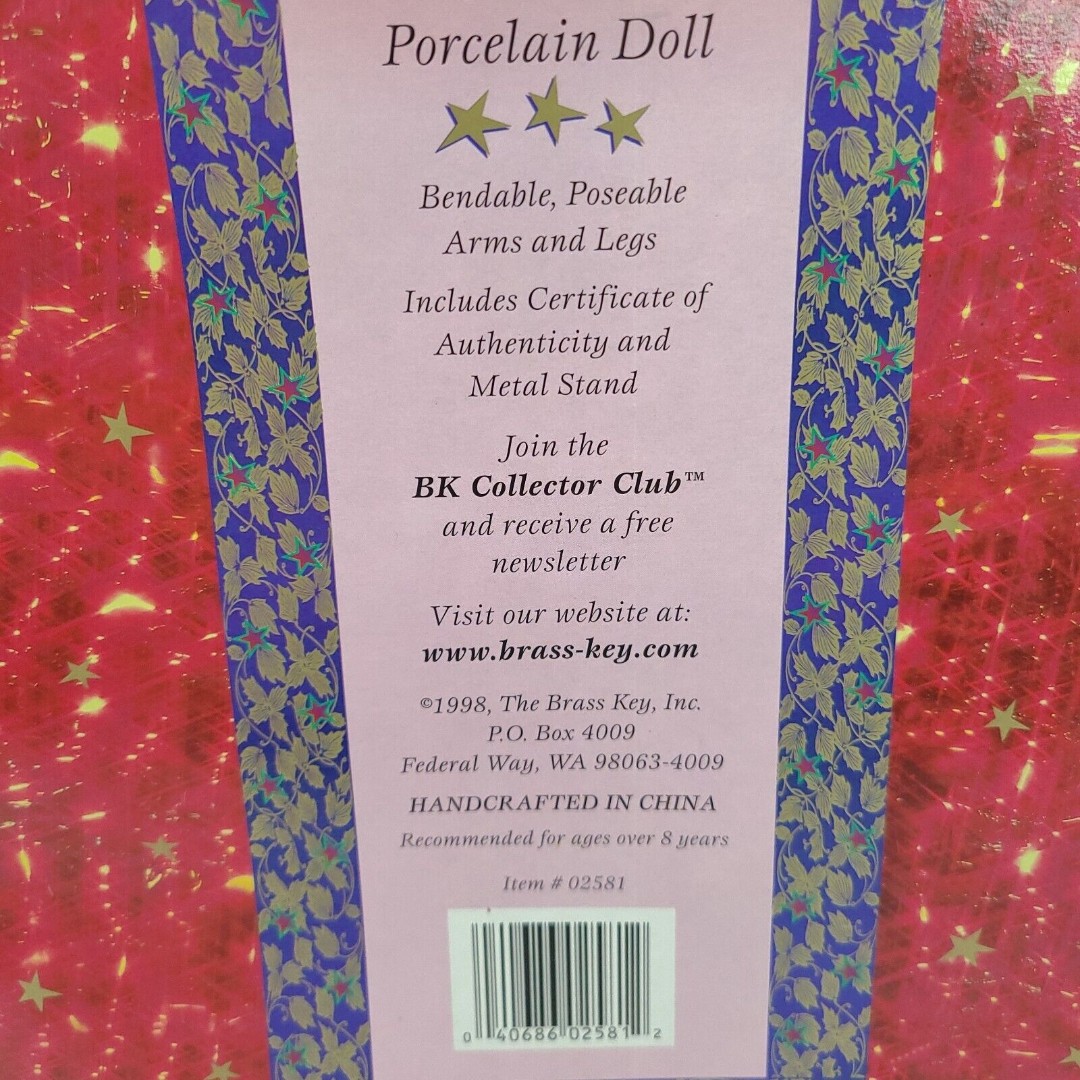 Porcelain Doll
Bendable, Poseable
Arms and Legs
Includes Certificate of
Authenticity and
Metal Stand
Join the
BK Collector Club™
and receive a free
newsletter
Visit our website at:
www.brass-key.com
©1998, The Brass Key, Inc.
P.O. Box 4009
Federal Way, WA 98063-4009
HANDCRAFTED IN CHINA
Recommended for ages over 8 years
Item # 02581
0 40686 02581 2